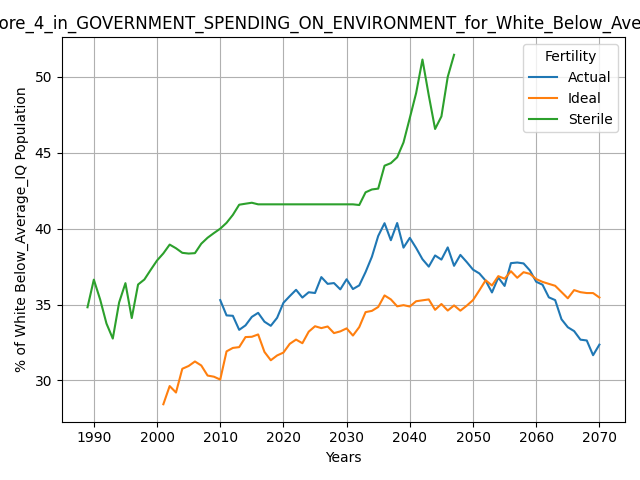 ore_4_in_GOVERNMENT_SPENDING_ON_ENVIRONMENT_for_White_Below_Ave
% of White Below_Average_IQ Population
50
45
40
35
30
Fertility
Actual
Ideal
Sterile
1990 2000 2010 2020 2030 2040 2050 2060 2070
Years